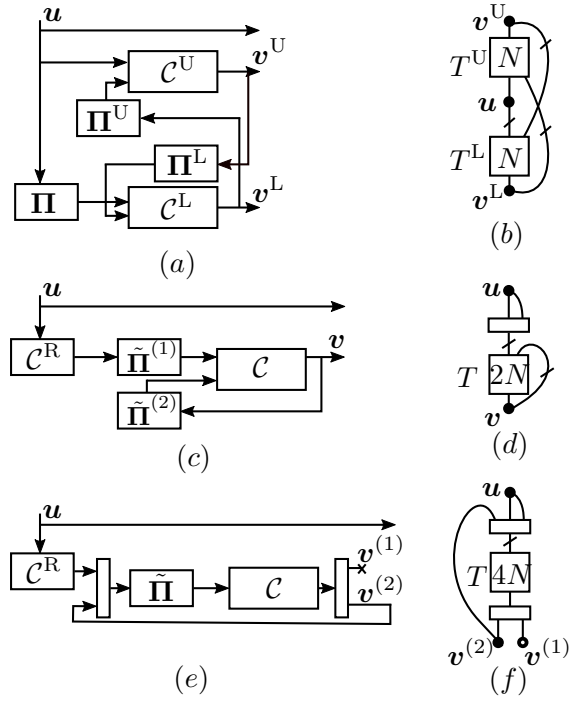 u
v^U
C^U
Π^U
Π^L
v^L
Π
C^L
(a)
v^U
T^U N
u
T^L N
v^L
(b)
u
C^R
Π̃^(1)
C
v
Π̃^(2)
(c)
u
T 2N
v
(d)
u
C^R
Π̃
C
v^(1)
v^(2)
(e)
u
T 4N
v^(2) v^(1)
(f)